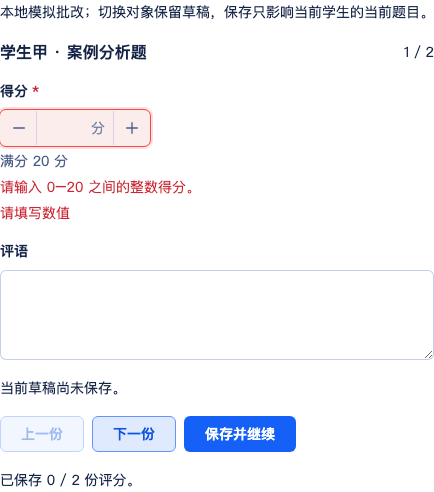 本地模拟批改；切换对象保留草稿，保存只影响当前学生的当前题目。
学生甲 · 案例分析题 1 / 2
得分 *
− 分 +
满分 20 分
请输入 0—20 之间的整数得分。
请填写数值
评语
当前草稿尚未保存。
上一份 下一份 保存并继续
已保存 0 / 2 份评分。